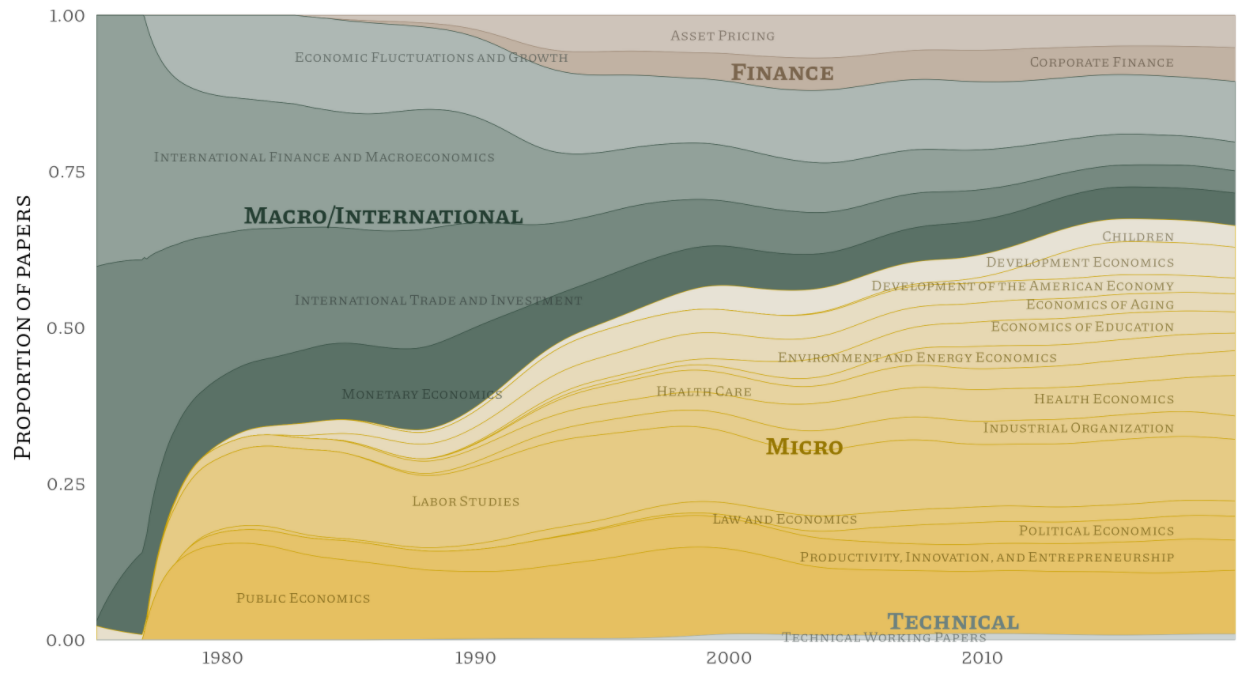 1.00
0.75
0.50
0.25
0.00
PROPORTION OF PAPERS
ASSET PRICING
ECONOMIC FLUCTUATIONS AND GROWTH
FINANCE
CORPORATE FINANCE
INTERNATIONAL FINANCE AND MACROECONOMICS
MACRO/INTERNATIONAL
CHILDREN
DEVELOPMENT ECONOMICS
DEVELOPMENT OF THE AMERICAN ECONOMY
INTERNATIONAL TRADE AND INVESTMENT
ECONOMICS OF AGING
ECONOMICS OF EDUCATION
ENVIRONMENT AND ENERGY ECONOMICS
MONETARY ECONOMICS
HEALTH CARE
HEALTH ECONOMICS
INDUSTRIAL ORGANIZATION
MICRO
LABOR STUDIES
LAW AND ECONOMICS
POLITICAL ECONOMICS
PRODUCTIVITY, INNOVATION, AND ENTREPRENEURSHIP
PUBLIC ECONOMICS
TECHNICAL
TECHNICAL WORKING PAPERS
1980
1990
2000
2010